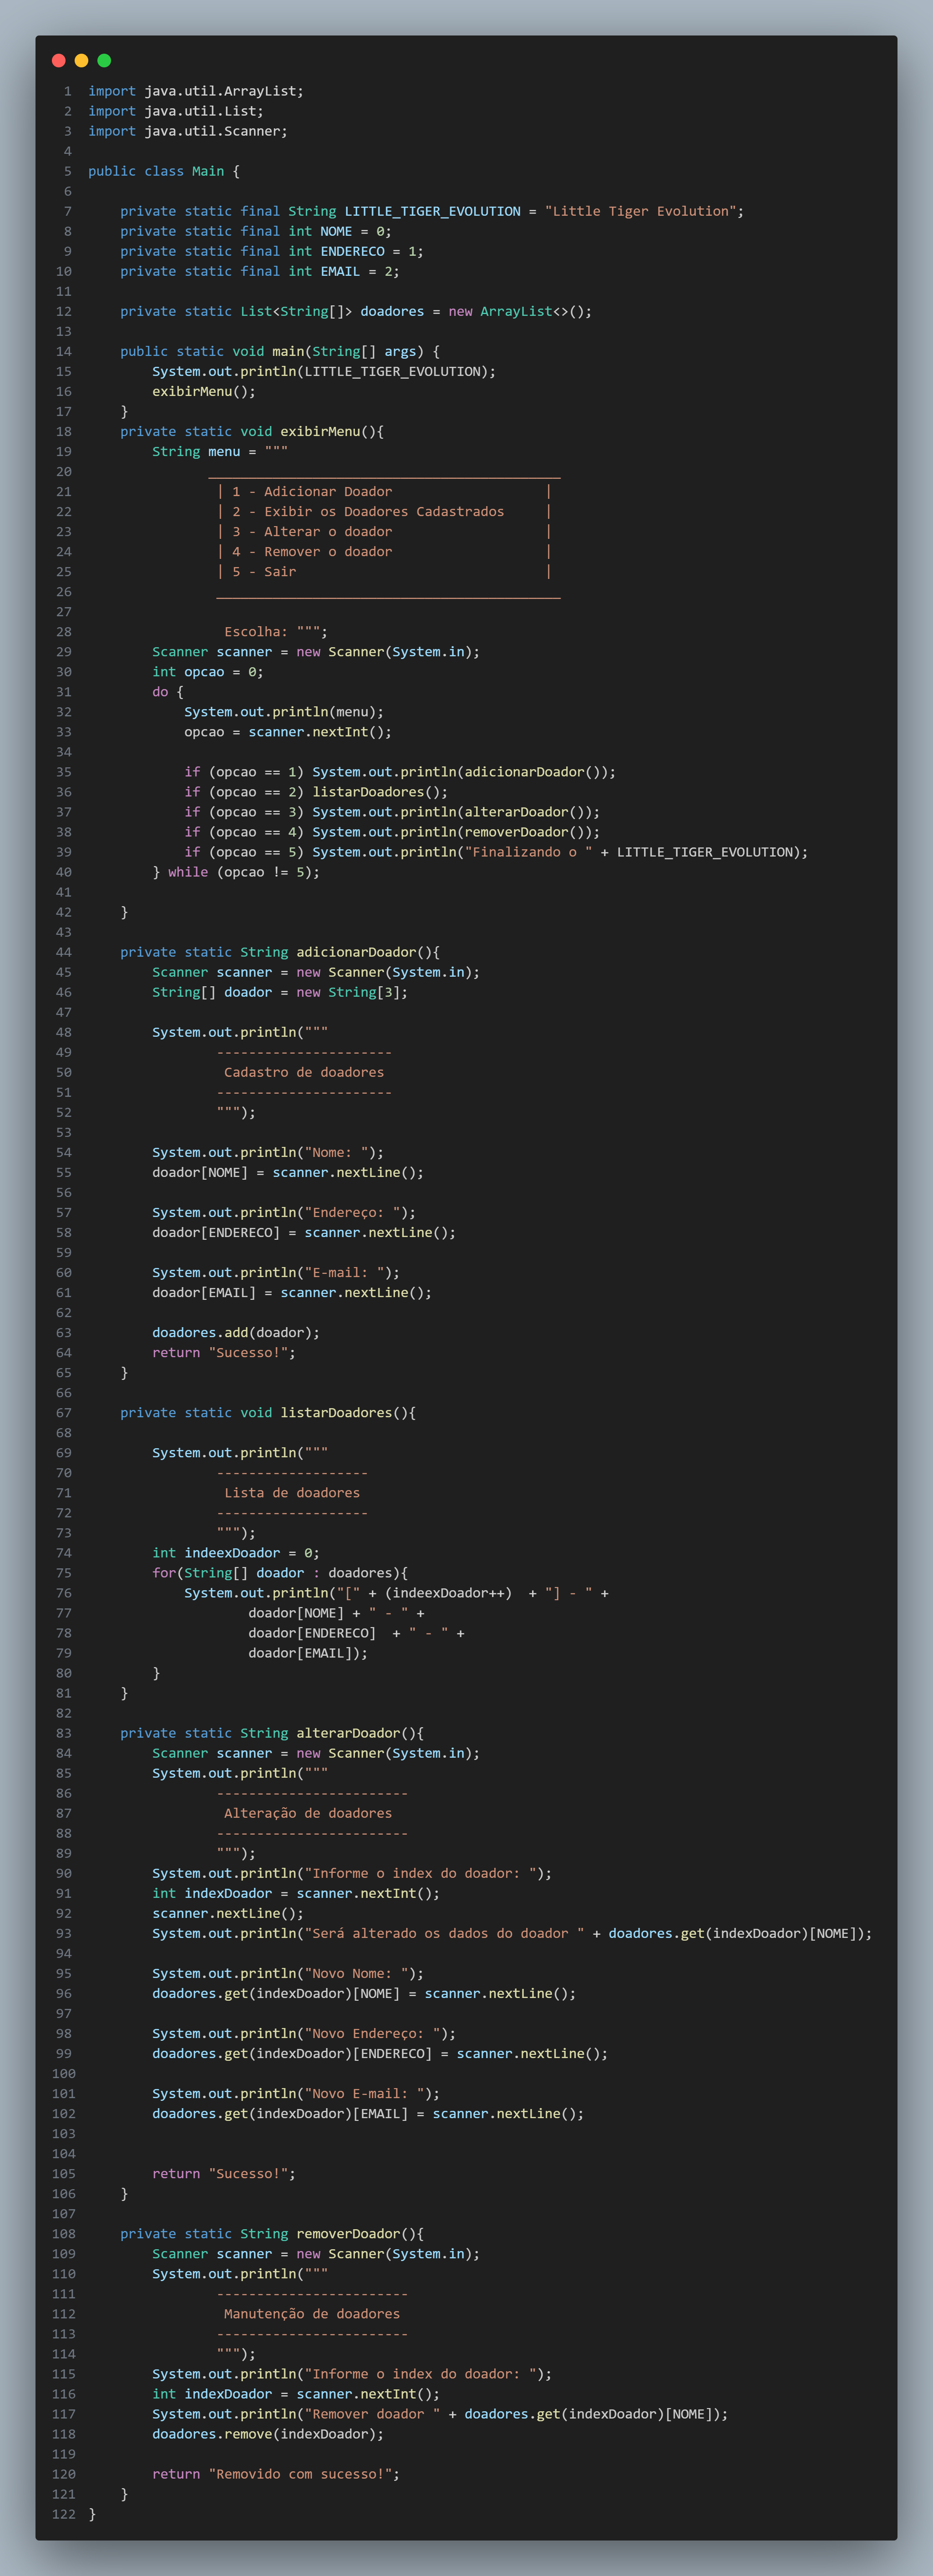 1 import java.util.ArrayList;
2 import java.util.List;
3 import java.util.Scanner;
4
5 public class Main {
6
7     private static final String LITTLE_TIGER_EVOLUTION = "Little Tiger Evolution";
8     private static final int NOME = 0;
9     private static final int ENDERECO = 1;
10     private static final int EMAIL = 2;
11
12     private static List<String[]> doadores = new ArrayList<>();
13
14     public static void main(String[] args) {
15         System.out.println(LITTLE_TIGER_EVOLUTION);
16         exibirMenu();
17     }
18     private static void exibirMenu(){
19         String menu = """
20                ____________________________________________
21                 | 1 - Adicionar Doador                   |
22                 | 2 - Exibir os Doadores Cadastrados     |
23                 | 3 - Alterar o doador                   |
24                 | 4 - Remover o doador                   |
25                 | 5 - Sair                               |
26                 ___________________________________________
27
28                  Escolha: """;
29         Scanner scanner = new Scanner(System.in);
30         int opcao = 0;
31         do {
32             System.out.println(menu);
33             opcao = scanner.nextInt();
34
35             if (opcao == 1) System.out.println(adicionarDoador());
36             if (opcao == 2) listarDoadores();
37             if (opcao == 3) System.out.println(alterarDoador());
38             if (opcao == 4) System.out.println(removerDoador());
39             if (opcao == 5) System.out.println("Finalizando o " + LITTLE_TIGER_EVOLUTION);
40         } while (opcao != 5);
41
42     }
43
44     private static String adicionarDoador(){
45         Scanner scanner = new Scanner(System.in);
46         String[] doador = new String[3];
47
48         System.out.println("""
49                 ----------------------
50                  Cadastro de doadores
51                 ----------------------
52                 """);
53
54         System.out.println("Nome: ");
55         doador[NOME] = scanner.nextLine();
56
57         System.out.println("Endereço: ");
58         doador[ENDERECO] = scanner.nextLine();
59
60         System.out.println("E-mail: ");
61         doador[EMAIL] = scanner.nextLine();
62
63         doadores.add(doador);
64         return "Sucesso!";
65     }
66
67     private static void listarDoadores(){
68
69         System.out.println("""
70                 -------------------
71                  Lista de doadores
72                 -------------------
73                 """);
74         int indeexDoador = 0;
75         for(String[] doador : doadores){
76             System.out.println("[" + (indeexDoador++)  + "] - " +
77                     doador[NOME] + " - " +
78                     doador[ENDERECO]  + " - " +
79                     doador[EMAIL]);
80         }
81     }
82
83     private static String alterarDoador(){
84         Scanner scanner = new Scanner(System.in);
85         System.out.println("""
86                 ------------------------
87                  Alteração de doadores
88                 ------------------------
89                 """);
90         System.out.println("Informe o index do doador: ");
91         int indexDoador = scanner.nextInt();
92         scanner.nextLine();
93         System.out.println("Será alterado os dados do doador " + doadores.get(indexDoador)[NOME]);
94
95         System.out.println("Novo Nome: ");
96         doadores.get(indexDoador)[NOME] = scanner.nextLine();
97
98         System.out.println("Novo Endereço: ");
99         doadores.get(indexDoador)[ENDERECO] = scanner.nextLine();
100
101         System.out.println("Novo E-mail: ");
102         doadores.get(indexDoador)[EMAIL] = scanner.nextLine();
103
104
105         return "Sucesso!";
106     }
107
108     private static String removerDoador(){
109         Scanner scanner = new Scanner(System.in);
110         System.out.println("""
111                 ------------------------
112                  Manutenção de doadores
113                 ------------------------
114                 """);
115         System.out.println("Informe o index do doador: ");
116         int indexDoador = scanner.nextInt();
117         System.out.println("Remover doador " + doadores.get(indexDoador)[NOME]);
118         doadores.remove(indexDoador);
119
120         return "Removido com sucesso!";
121     }
122 }